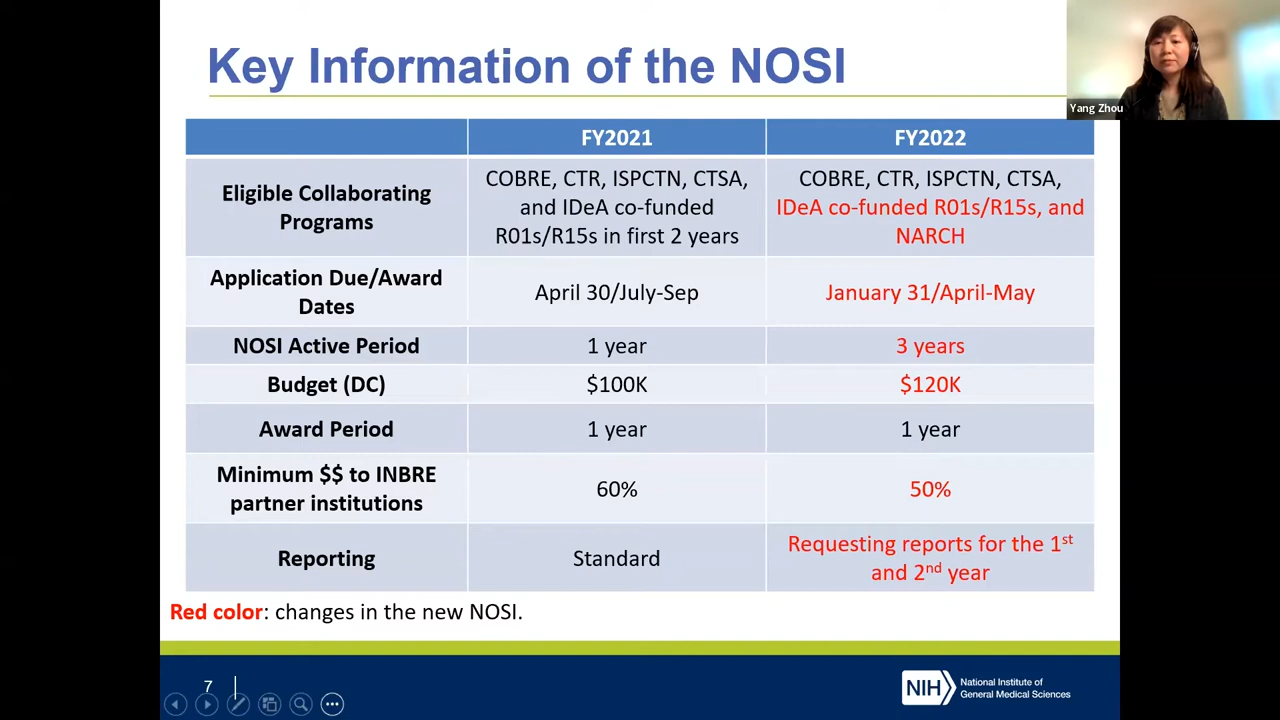 Key Information of the NOSI
Yang Zhou
FY2021
FY2022
Eligible Collaborating
Programs
COBRE, CTR, ISPCTN, CTSA,
and IDeA co-funded
R01s/R15s in first 2 years
COBRE, CTR, ISPCTN, CTSA,
IDeA co-funded R01s/R15s, and
NARCH
Application Due/Award
Dates
April 30/July-Sep
January 31/April-May
NOSI Active Period
1 year
3 years
Budget (DC)
$100K
$120K
Award Period
1 year
1 year
Minimum $$ to INBRE
partner institutions
60%
50%
Reporting
Standard
Requesting reports for the 1st
and 2nd year
Red color: changes in the new NOSI.
7
NIH
National Institute of
General Medical Sciences